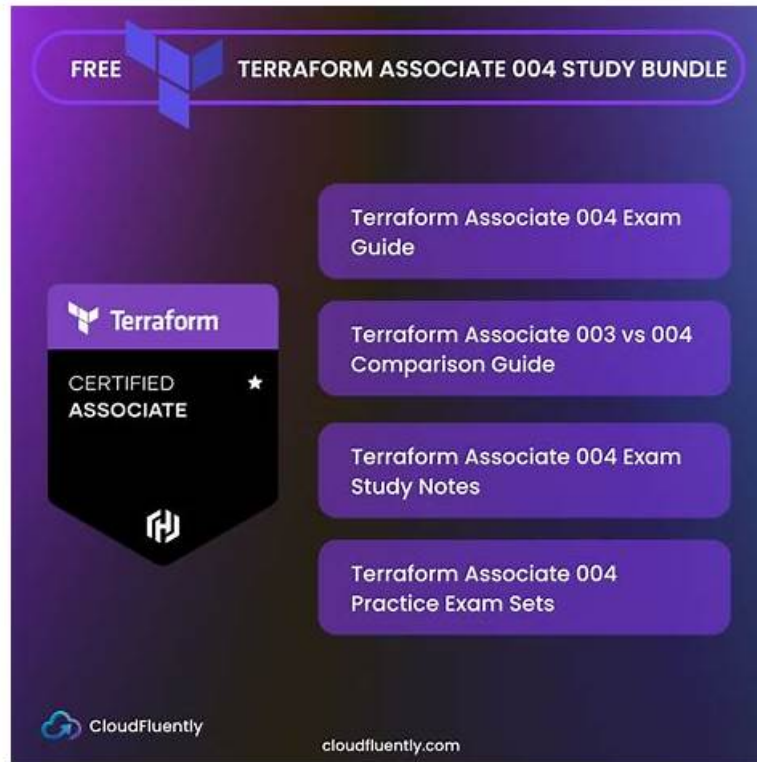 FREE TERRAFORM ASSOCIATE 004 STUDY BUNDLE
Terraform Associate 004 Exam
Guide
Terraform
CERTIFIED
ASSOCIATE
Terraform Associate 003 vs 004
Comparison Guide
Terraform Associate 004 Exam
Study Notes
Terraform Associate 004
Practice Exam Sets
CloudFluently
cloudfluently.com